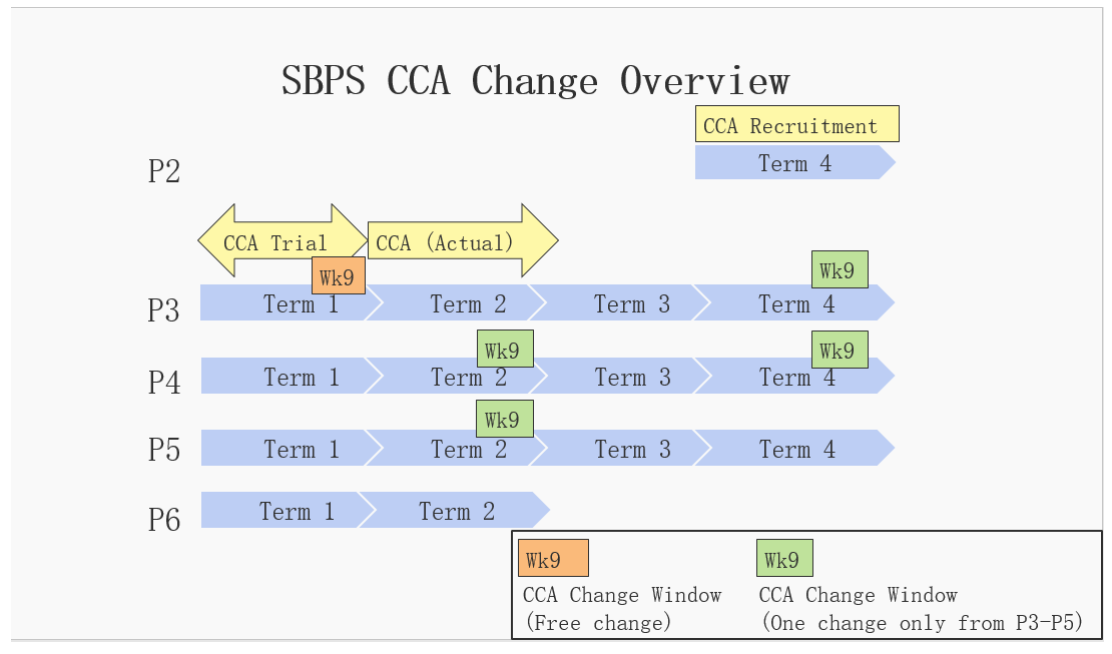 SBPS CCA Change Overview
CCA Recruitment
P2
Term 4
CCA Trial
CCA (Actual)
Wk9
Wk9
P3
Term 1
Term 2
Term 3
Term 4
Wk9
Wk9
P4
Term 1
Term 2
Term 3
Term 4
Wk9
P5
Term 1
Term 2
Term 3
Term 4
P6
Term 1
Term 2
Wk9
CCA Change Window
(Free change)
Wk9
CCA Change Window
(One change only from P3-P5)